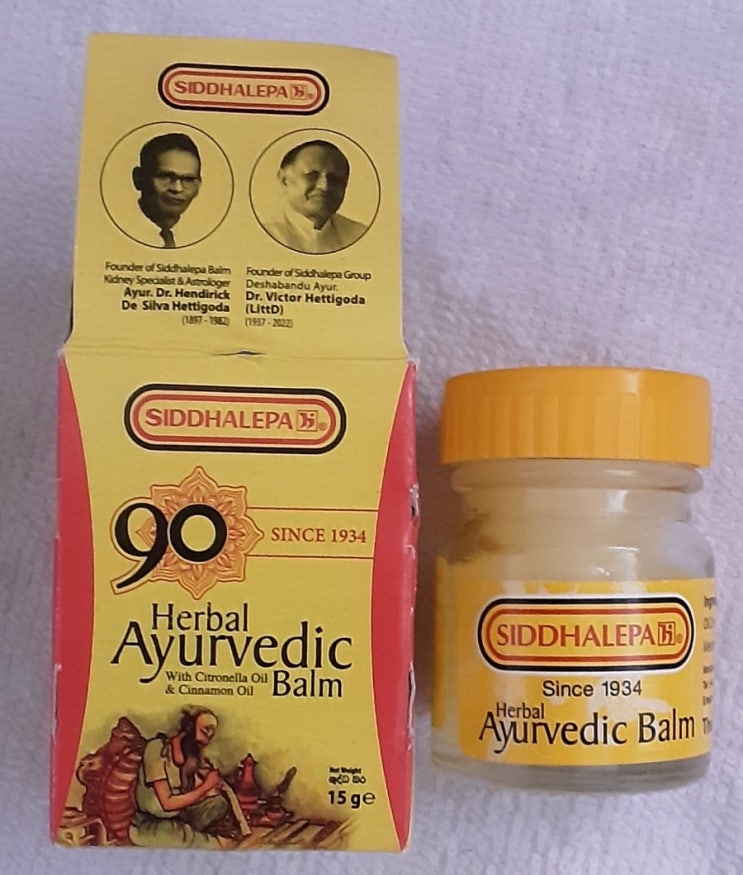 SIDDHALEPA
Founder of Siddhalepa Balm
Kidney Specialist & Astrologer
Ayur. Dr. Hendirick
De Silva Hettigoda
(1897 - 1982)
Founder of Siddhalepa Group
Deshabandu Ayur.
Dr. Victor Hettigoda
(LittD)
(1937 - 2022)
SIDDHALEPA®
90
SINCE 1934
Herbal
Ayurvedic
With Citronella Oil
& Cinnamon Oil
Balm
Net Weight
ශුද්ධ බර
15 g℮
SIDDHALEPA®
Since 1934
Herbal
Ayurvedic Balm